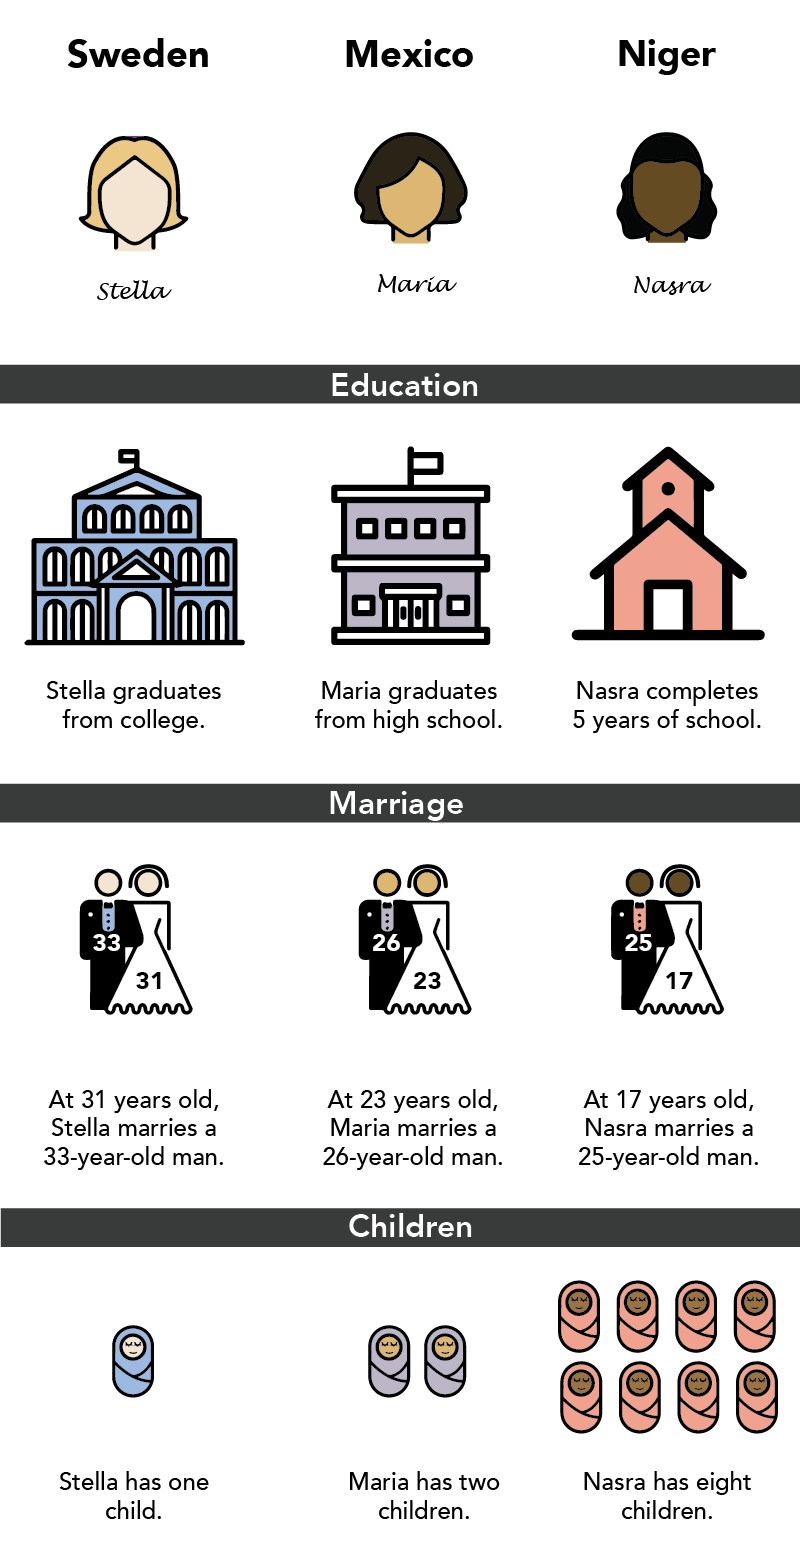 Sweden
Mexico
Niger
Stella
Maria
Nasra
Education
Stella graduates
from college.
Maria graduates
from high school.
Nasra completes
5 years of school.
Marriage
33
31
26
23
25
17
At 31 years old,
Stella marries a
33-year-old man.
At 23 years old,
Maria marries a
26-year-old man.
At 17 years old,
Nasra marries a
25-year-old man.
Children
Stella has one
child.
Maria has two
children.
Nasra has eight
children.